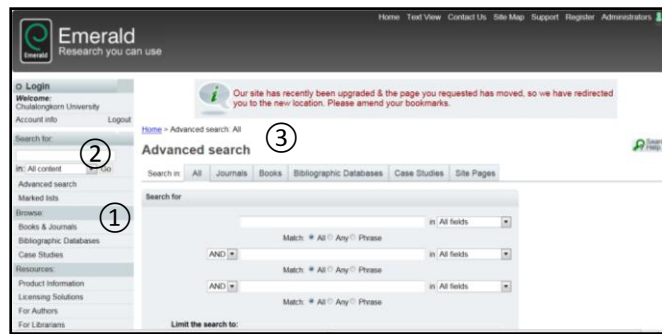 Home Text View Contact Us Site Map Support Register Administrators
Emerald
Research you can use
Emerald
Login
Welcome:
Chulalongkorn University
Account info Logout
Search for:
in: All content Go
②
Advanced search
Marked lists
Browse:
①
Books & Journals
Bibliographic Databases
Case Studies
Resources:
Product Information
Licensing Solutions
For Authors
For Librarians
Our site has recently been upgraded & the page you requested has moved, so we have redirected
you to the new location. Please amend your bookmarks.
Home > Advanced search: All
③
Advanced search
Search Help
Search in: All Journals Books Bibliographic Databases Case Studies Site Pages
Search for
in All fields
Match: All Any Phrase
AND in All fields
Match: All Any Phrase
AND in All fields
Match: All Any Phrase
Limit the search to: